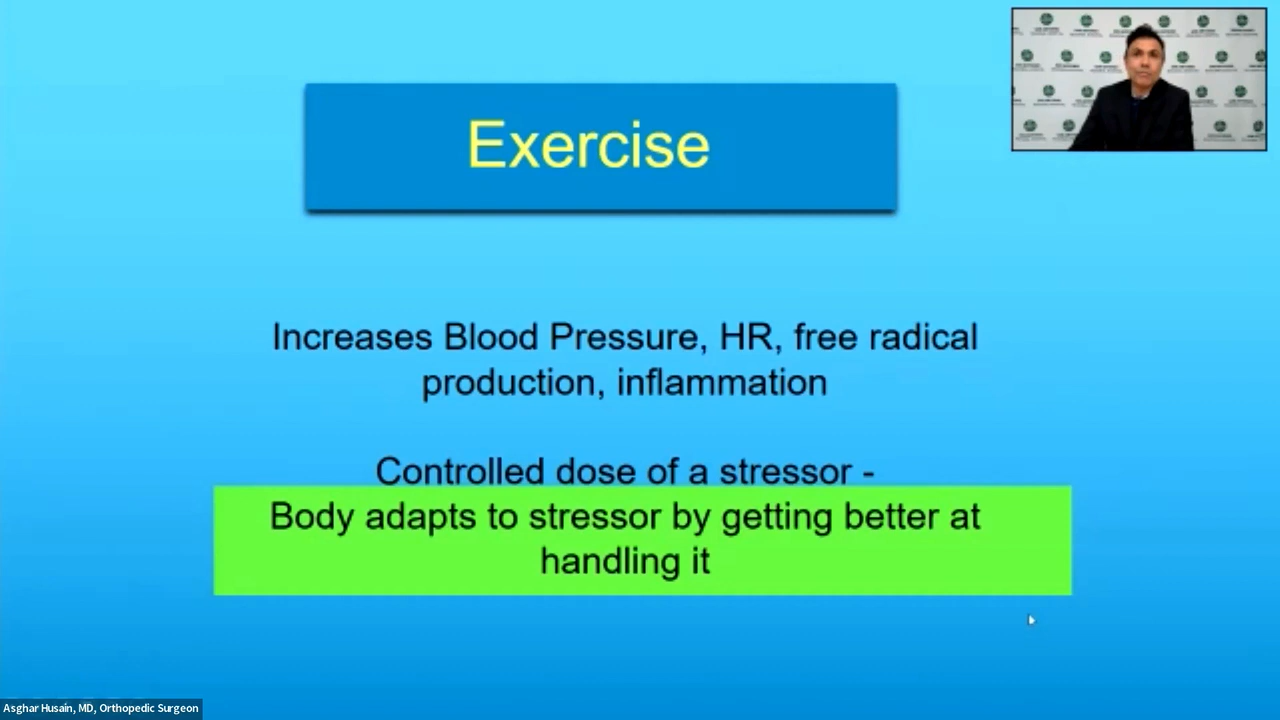 Exercise
Increases Blood Pressure, HR, free radical
production, inflammation
Controlled dose of a stressor -
Body adapts to stressor by getting better at
handling it
Asghar Husain, MD, Orthopedic Surgeon